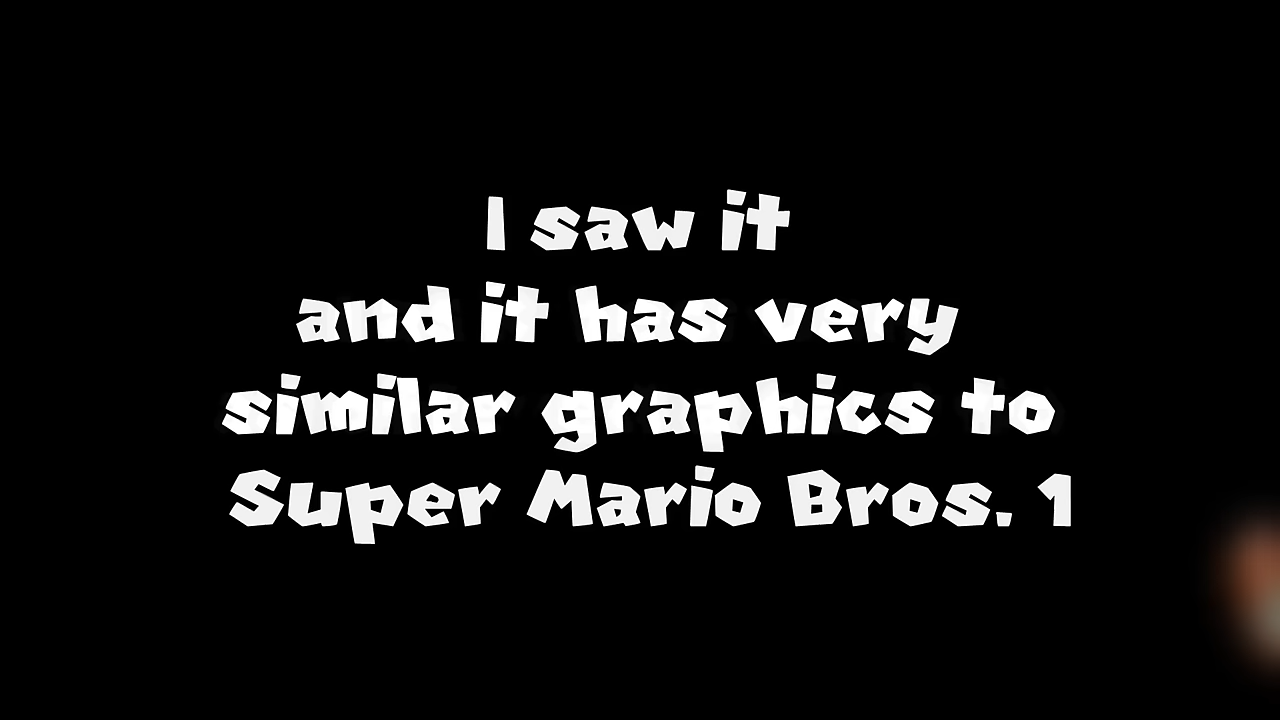 I saw it
and it has very
similar graphics to
Super Mario Bros. 1